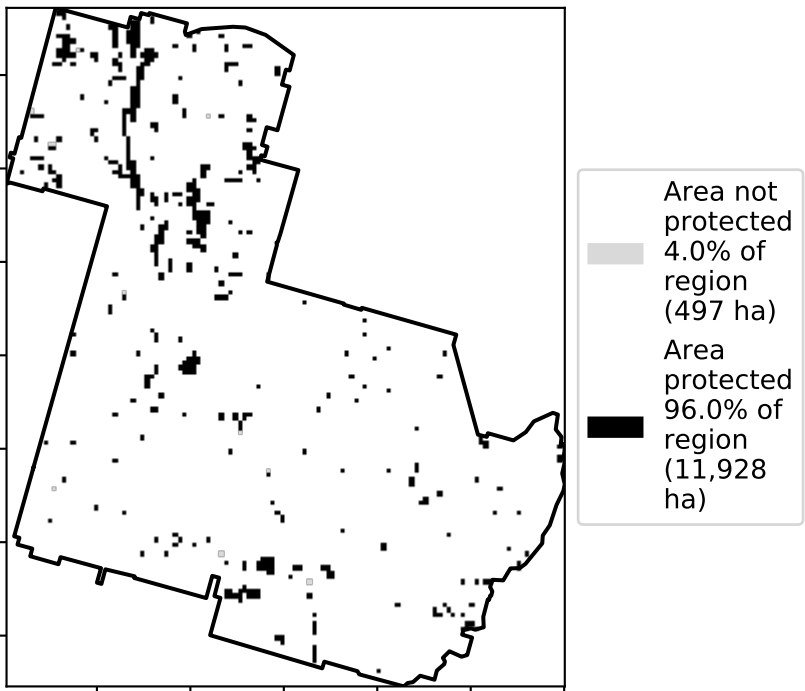 Area not
protected
4.0% of
region
(497 ha)
Area
protected
96.0% of
region
(11,928
ha)